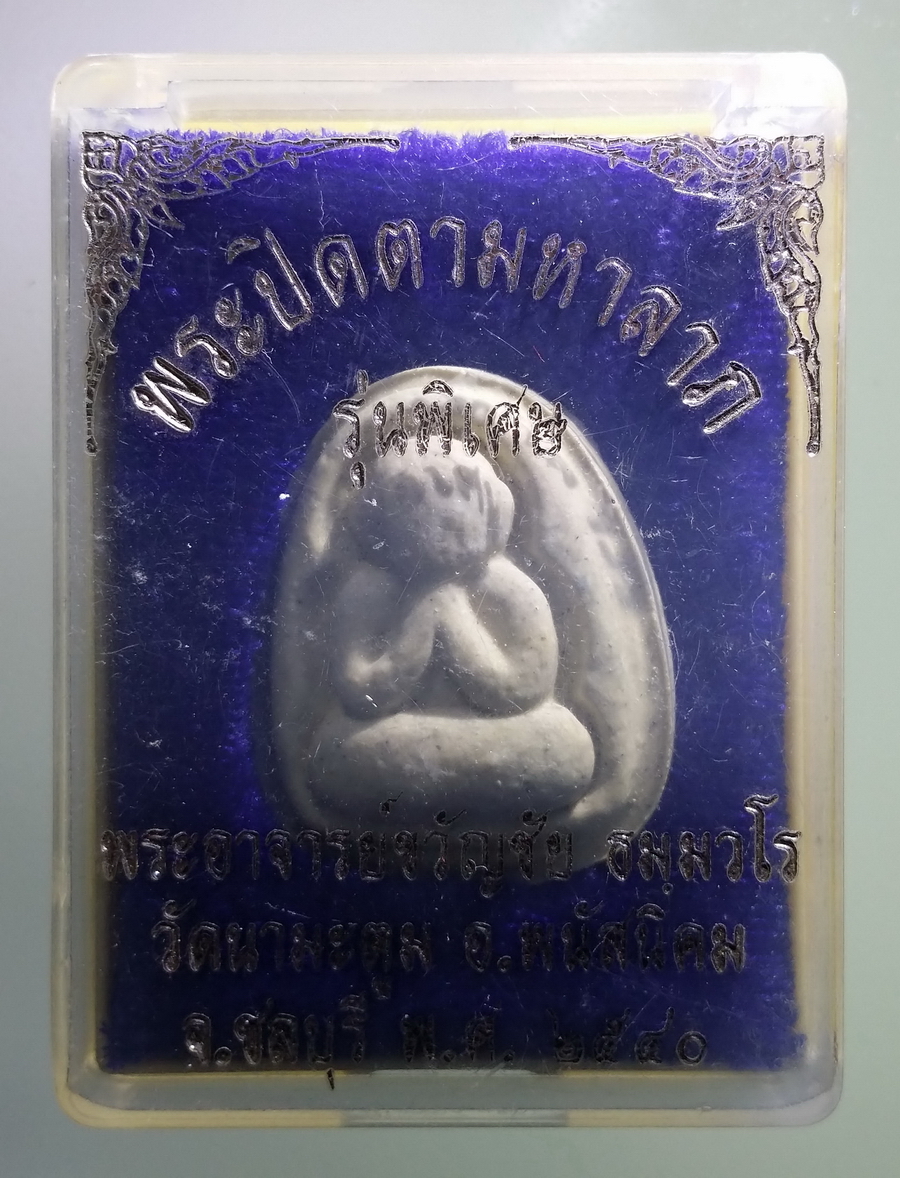 พระปิดตามหาลาภ
รุ่นพิเศษ
พระอาจารย์ขวัญชัย ธมฺมวโร
วัดนามะตูม อ.พนัสนิคม
จ.ชลบุรี พ.ศ. ๒๕๔๐